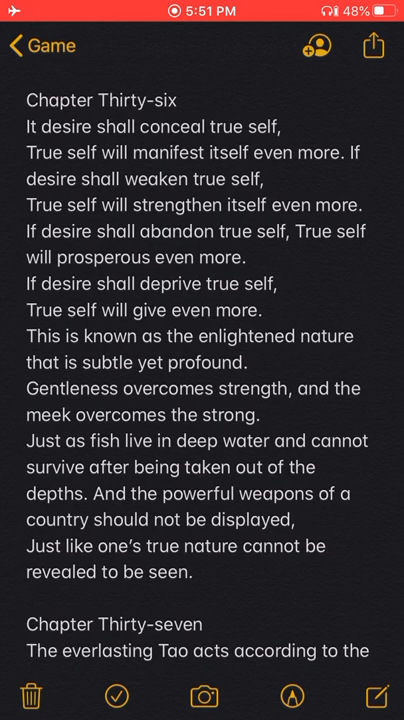 5:51 PM
48%
Game
Chapter Thirty-six
It desire shall conceal true self,
True self will manifest itself even more. If
desire shall weaken true self,
True self will strengthen itself even more.
If desire shall abandon true self, True self
will prosperous even more.
If desire shall deprive true self,
True self will give even more.
This is known as the enlightened nature
that is subtle yet profound.
Gentleness overcomes strength, and the
meek overcomes the strong.
Just as fish live in deep water and cannot
survive after being taken out of the
depths. And the powerful weapons of a
country should not be displayed,
Just like one’s true nature cannot be
revealed to be seen.
Chapter Thirty-seven
The everlasting Tao acts according to the